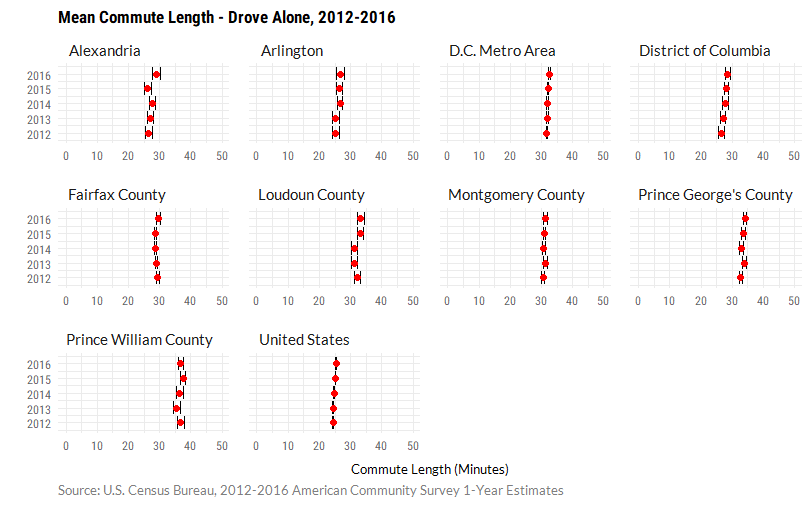 Mean Commute Length - Drove Alone, 2012-2016
Alexandria Arlington D.C. Metro Area District of Columbia
2016
2015
2014
2013
2012
0 10 20 30 40 50 0 10 20 30 40 50 0 10 20 30 40 50 0 10 20 30 40 50
Fairfax County Loudoun County Montgomery County Prince George's County
2016
2015
2014
2013
2012
0 10 20 30 40 50 0 10 20 30 40 50 0 10 20 30 40 50 0 10 20 30 40 50
Prince William County United States
2016
2015
2014
2013
2012
0 10 20 30 40 50 0 10 20 30 40 50
Commute Length (Minutes)
Source: U.S. Census Bureau, 2012-2016 American Community Survey 1-Year Estimates